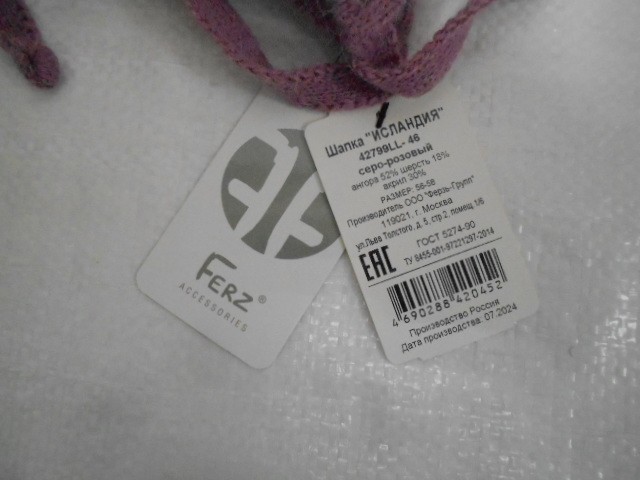 Шапка "ИСЛАНДИЯ"
42799LL- 46
серо-розовый
ангора 52% шерсть 18%
акрил 30%
РАЗМЕР: 56-58
Производитель ООО "Ферзь-Групп"
119021, г. Москва
ул.Льва Толстого, д. 5, стр.2, помещ. 1/6
ГОСТ 5274-90
ТУ 8455-001-97221297-2014
EAC
4 690288 420452
Производство Россия
Дата производства: 07.2024
FERZ ®
ACCESSORIES